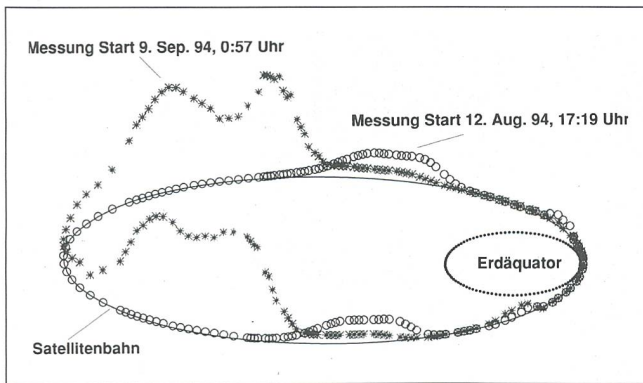 Messung Start 9. Sep. 94, 0:57 Uhr
Messung Start 12. Aug. 94, 17:19 Uhr
Erdäquator
Satellitenbahn